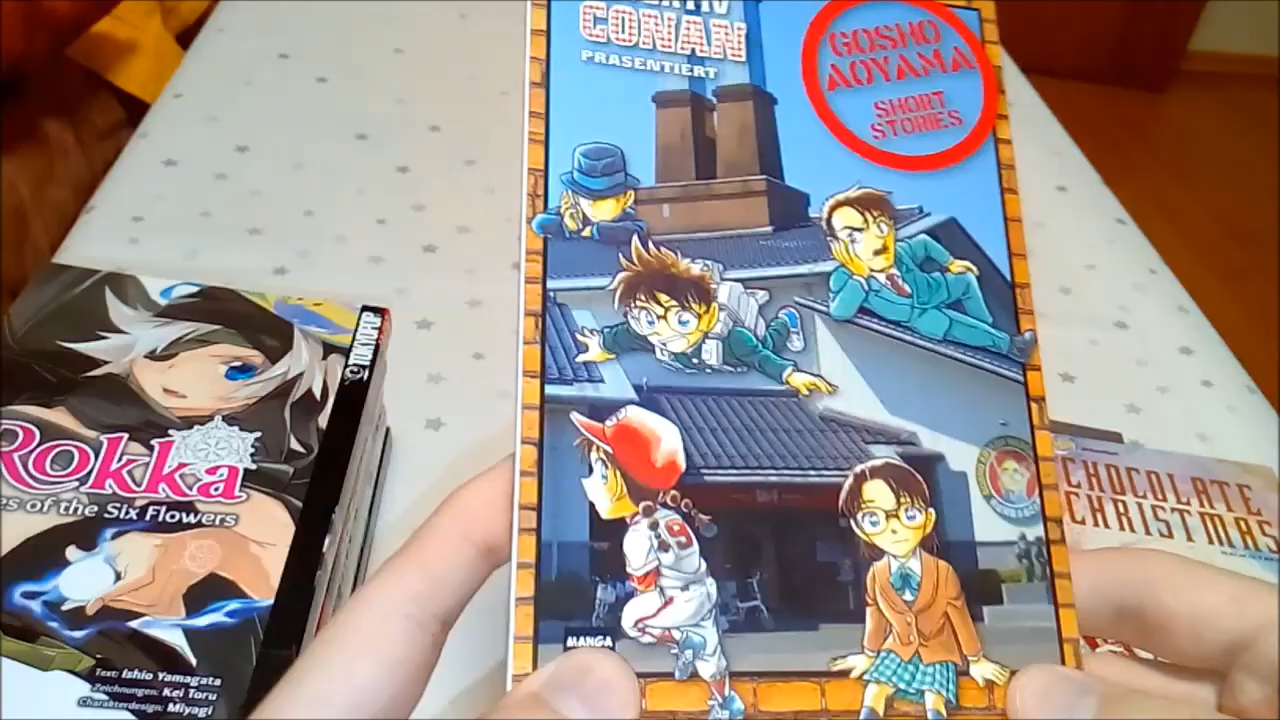 CONAN
PRÄSENTIERT
GOSHO
AOYAMA
SHORT
STORIES
9
MANGA
TOKYOPOP
Rokka
es of the Six Flowers
Text: Ishio Yamagata
Zeichnungen: Kei Toru
Charakterdesign: Miyagi
CHOCOLATE
CHRISTMAS